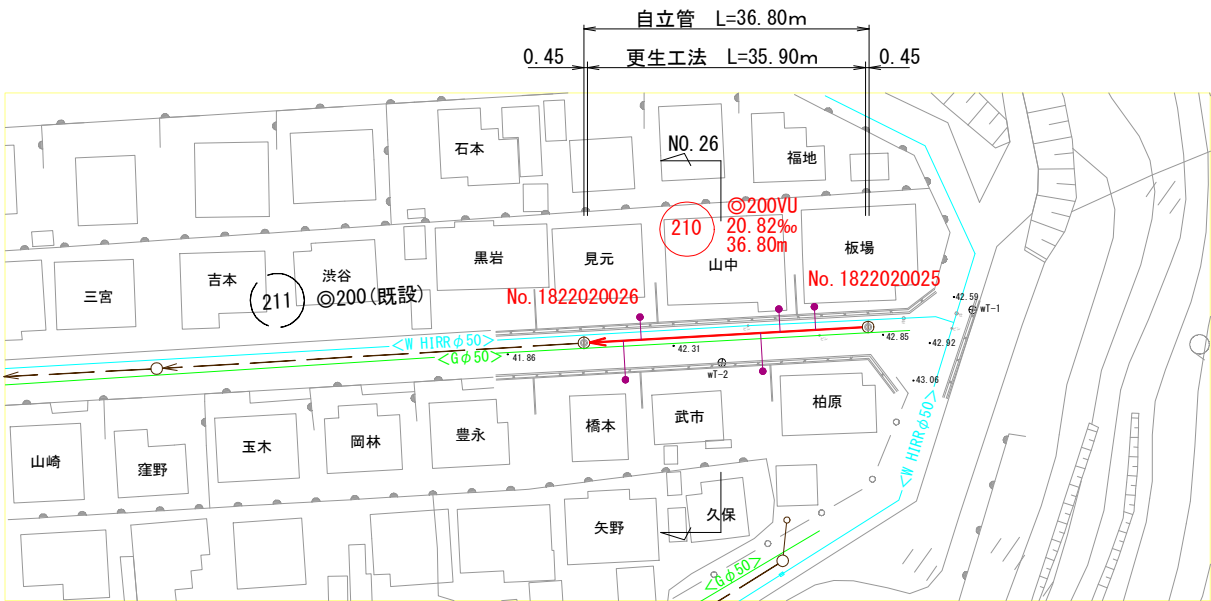 自立管 L=36.80m
0.45 更生工法 L=35.90m 0.45
石本
NO.26
福地
◎200VU
210
20.82‰
36.80m
黒岩
見元
山中
板場
三宮
吉本
渋谷
211 ◎200(既設)
No.1822020026
No.1822020025
・42.59
wT-1
<W HIRRφ50>
<Gφ50>
・41.86
・42.31
・42.85
・42.92
wT-2
・43.06
山崎
窪野
玉木
岡林
豊永
橋本
武市
柏原
<W HIRRφ50>
矢野
久保
<Gφ50>